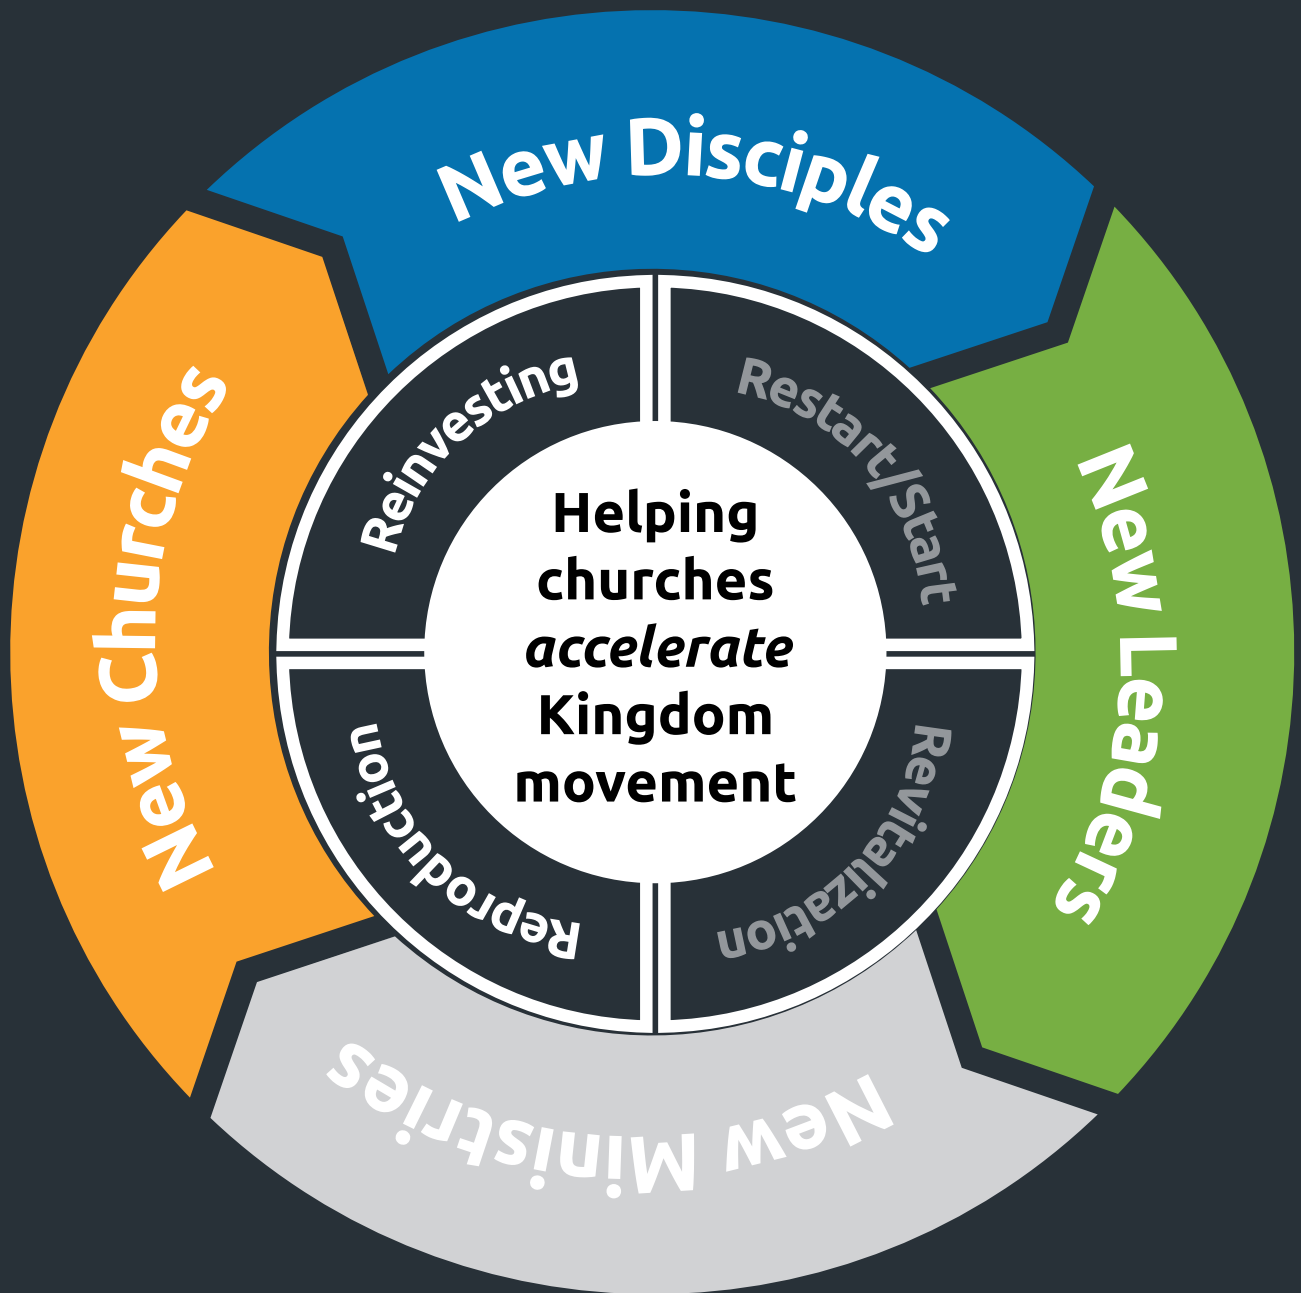 New Disciples
New Leaders
New Ministries
New Churches
Restart/Start
Revitalization
Reproduction
Reinvesting
Helping
churches
accelerate
Kingdom
movement